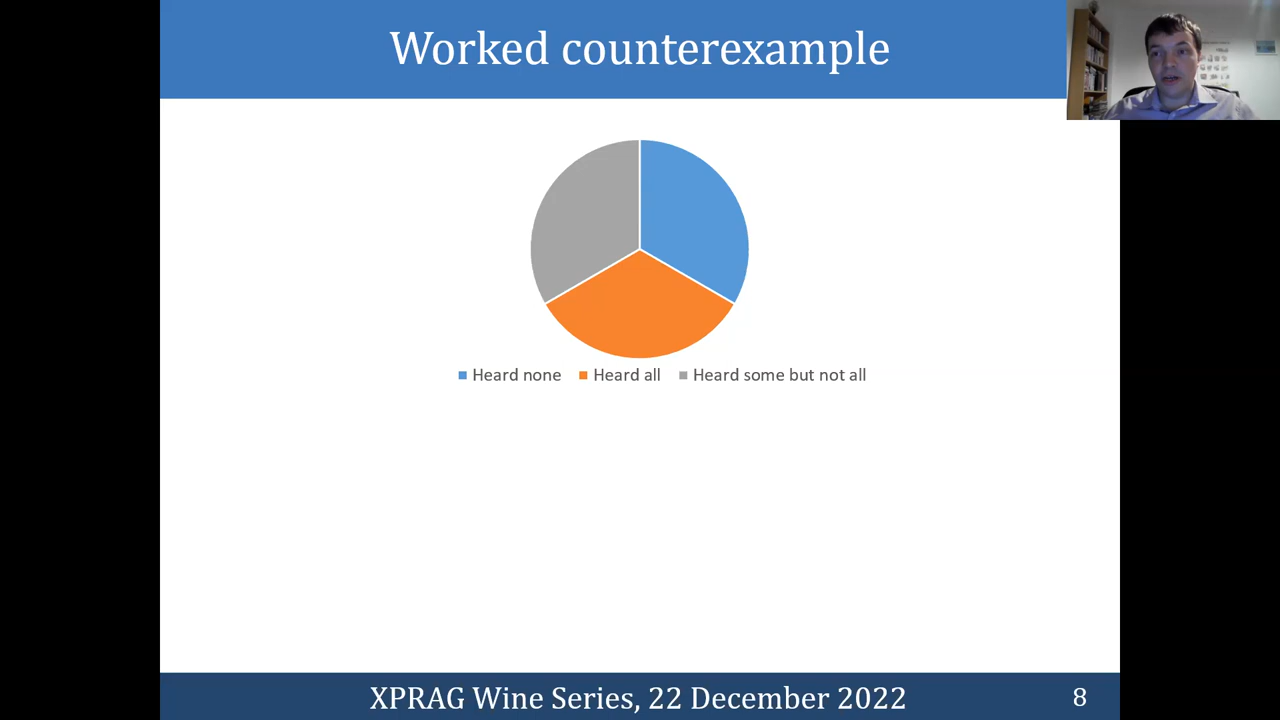 Worked counterexample
Heard none Heard all Heard some but not all
XPRAG Wine Series, 22 December 2022 8